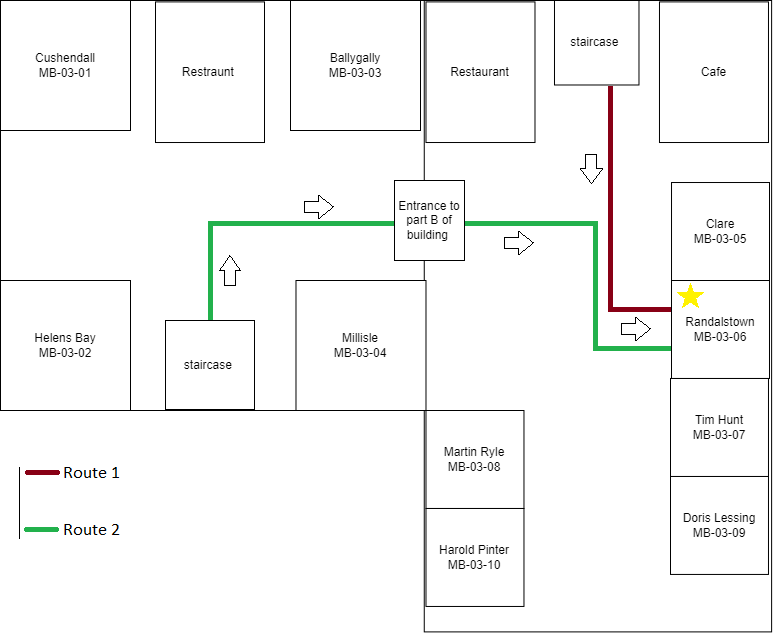 Cushendall
MB-03-01
Restraunt
Ballygally
MB-03-03
Restaurant
staircase
Cafe
Entrance to
part B of
building
Clare
MB-03-05
Helens Bay
MB-03-02
staircase
Millisle
MB-03-04
Randalstown
MB-03-06
Tim Hunt
MB-03-07
Martin Ryle
MB-03-08
Doris Lessing
MB-03-09
Harold Pinter
MB-03-10
Route 1
Route 2